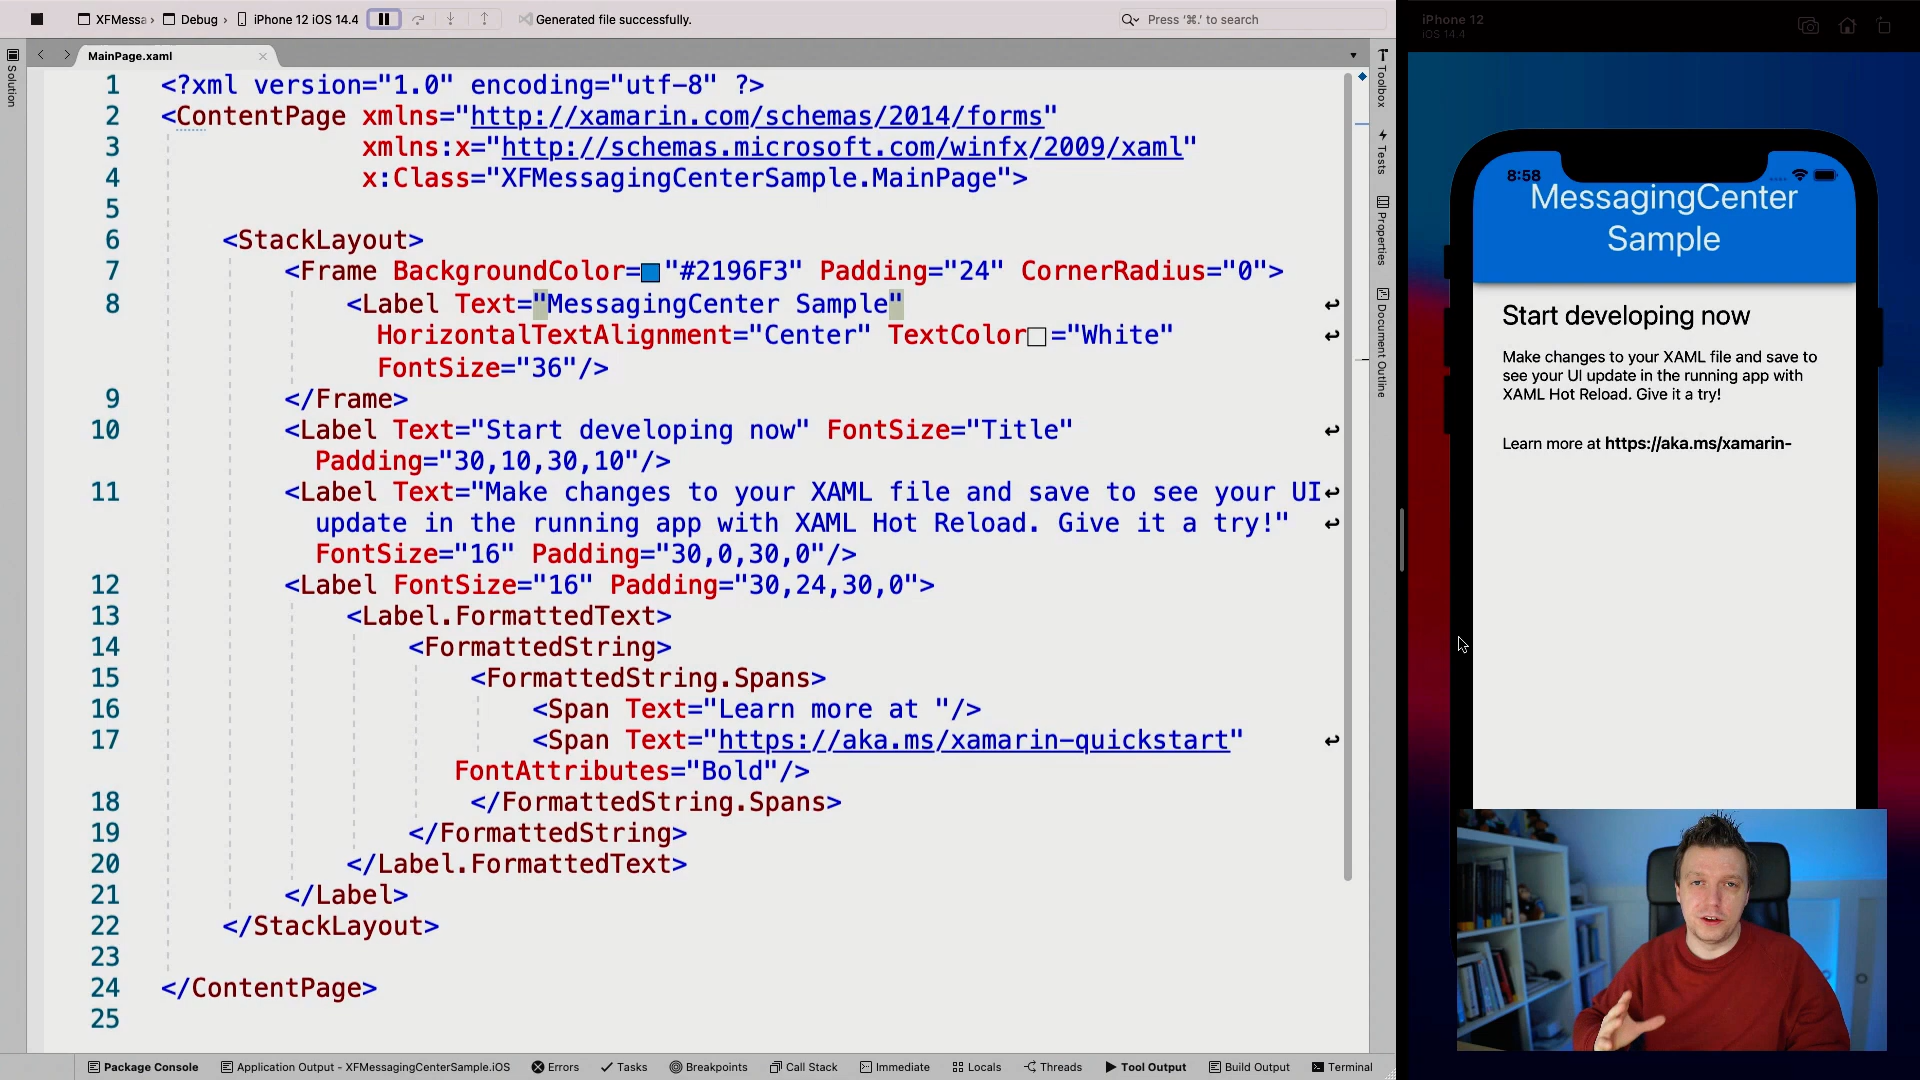 XFMessa
Debug
iPhone 12 iOS 14.4
Generated file successfully.
Press '⌘.' to search
MainPage.xaml
Solution
1 <?xml version="1.0" encoding="utf-8" ?>
2 <ContentPage xmlns="http://xamarin.com/schemas/2014/forms"
3 xmlns:x="http://schemas.microsoft.com/winfx/2009/xaml"
4 x:Class="XFMessagingCenterSample.MainPage">
5
6 <StackLayout>
7 <Frame BackgroundColor="#2196F3" Padding="24" CornerRadius="0">
8 <Label Text="MessagingCenter Sample"
HorizontalTextAlignment="Center" TextColor="White"
FontSize="36"/>
9 </Frame>
10 <Label Text="Start developing now" FontSize="Title"
Padding="30,10,30,10"/>
11 <Label Text="Make changes to your XAML file and save to see your UI
update in the running app with XAML Hot Reload. Give it a try!"
FontSize="16" Padding="30,0,30,0"/>
12 <Label FontSize="16" Padding="30,24,30,0">
13 <Label.FormattedText>
14 <FormattedString>
15 <FormattedString.Spans>
16 <Span Text="Learn more at "/>
17 <Span Text="https://aka.ms/xamarin-quickstart"
FontAttributes="Bold"/>
18 </FormattedString.Spans>
19 </FormattedString>
20 </Label.FormattedText>
21 </Label>
22 </StackLayout>
23
24 </ContentPage>
25
Toolbox
Tests
Properties
Document Outline
Package Console
Application Output - XFMessagingCenterSample.iOS
Errors
Tasks
Breakpoints
Call Stack
Immediate
Locals
Threads
Tool Output
Build Output
Terminal
iPhone 12
iOS 14.4
8:58
MessagingCenter
Sample
Start developing now
Make changes to your XAML file and save to
see your UI update in the running app with
XAML Hot Reload. Give it a try!
Learn more at https://aka.ms/xamarin-